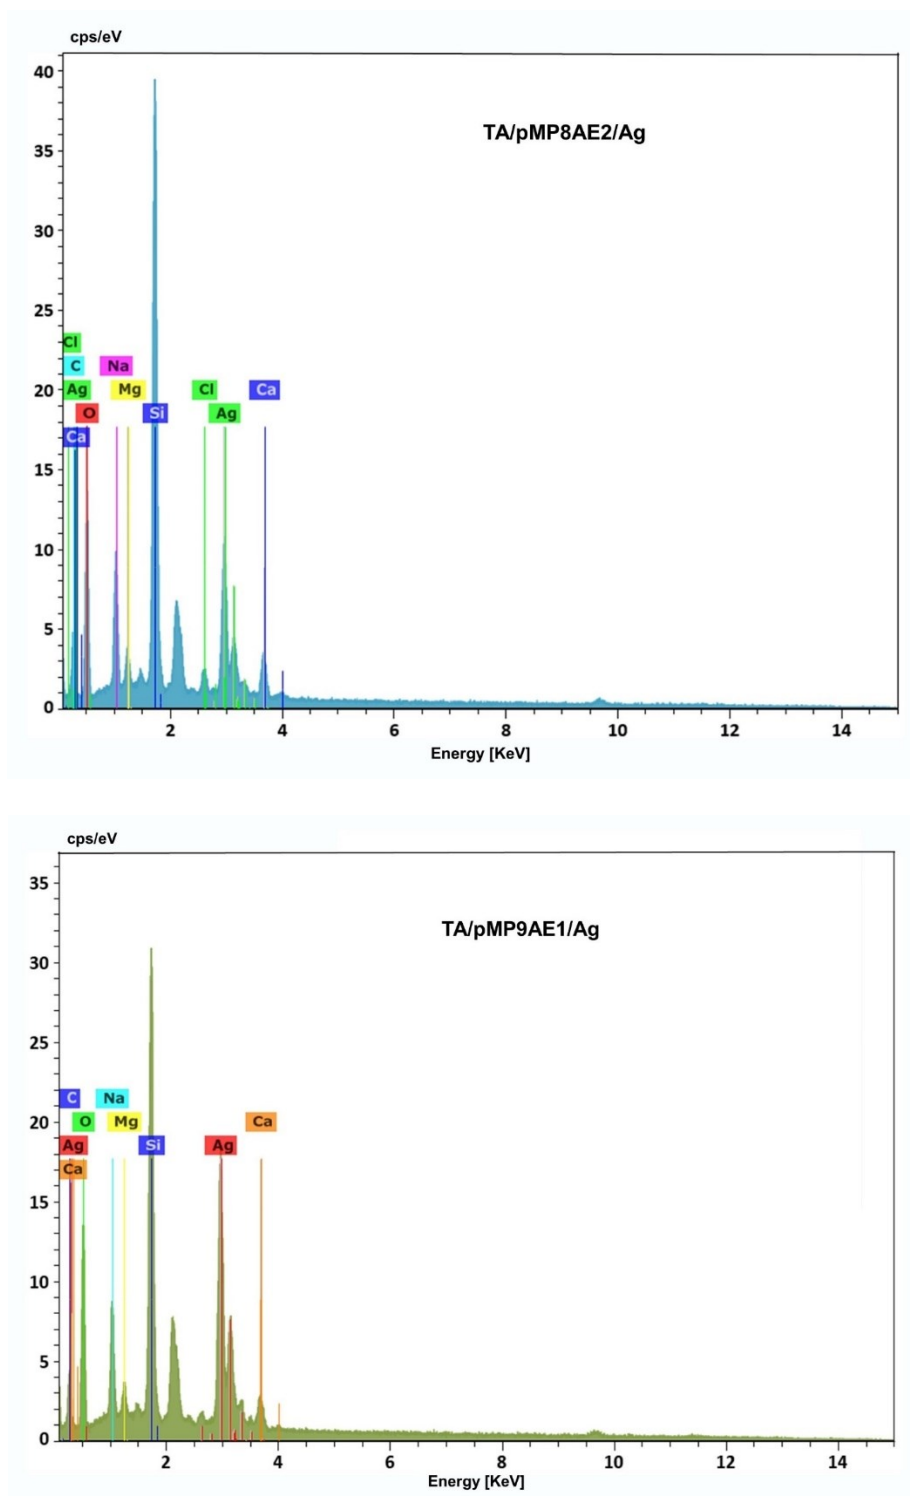 cps/eV
TA/pMP8AE2/Ag
40
35
30
25
20
15
10
5
0
Cl
C Na
Ag Mg Cl Ca
O Si Ag
Ca
2 4 6 8 10 12 14
Energy [KeV]
cps/eV
TA/pMP9AE1/Ag
35
30
25
20
15
10
5
0
C Na
O Mg Ca
Ag Si Ag
Ca
2 4 6 8 10 12 14
Energy [KeV]